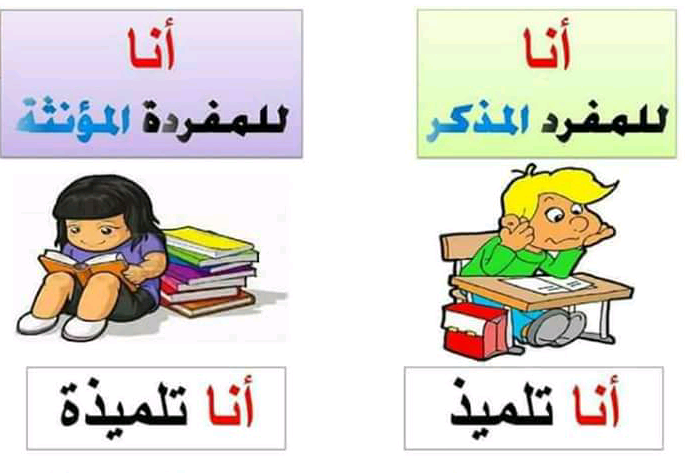 أنا
للمفرد المذكر
أنا تلميذ
أنا
للمفردة المؤنثة
أنا تلميذة